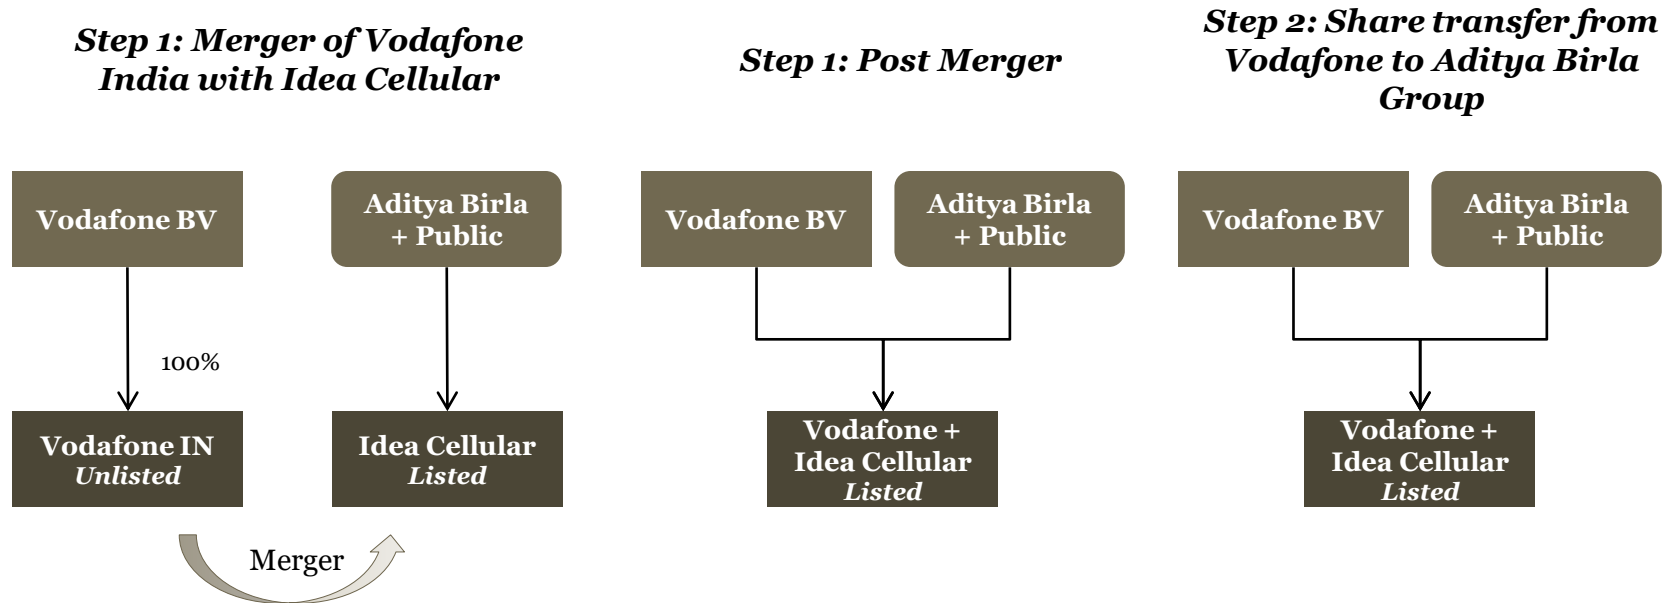 Step 1: Merger of Vodafone
India with Idea Cellular
Vodafone BV
Aditya Birla
+ Public
100%
Vodafone IN
Unlisted
Idea Cellular
Listed
Merger
Step 1: Post Merger
Vodafone BV
Aditya Birla
+ Public
Vodafone +
Idea Cellular
Listed
Step 2: Share transfer from
Vodafone to Aditya Birla
Group
Vodafone BV
Aditya Birla
+ Public
Vodafone +
Idea Cellular
Listed